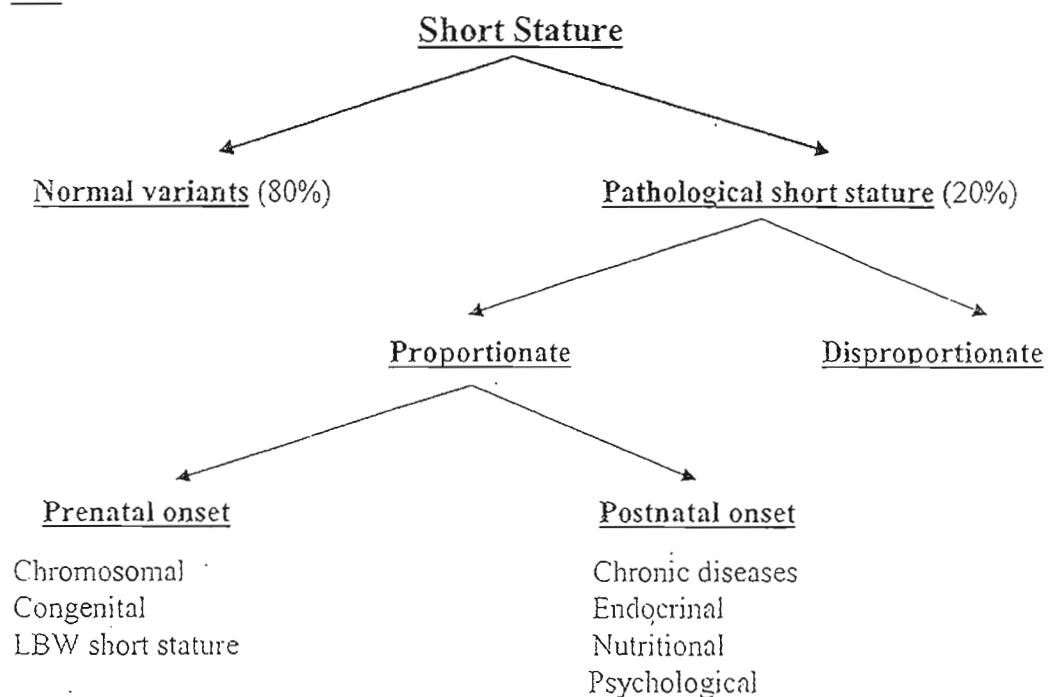 Short Stature
Normal variants (80%)
Pathological short stature (20%)
Proportionate
Disproportionate
Prenatal onset
Chromosomal
Congenital
LBW short stature
Postnatal onset
Chronic diseases
Endocrinal
Nutritional
Psychological